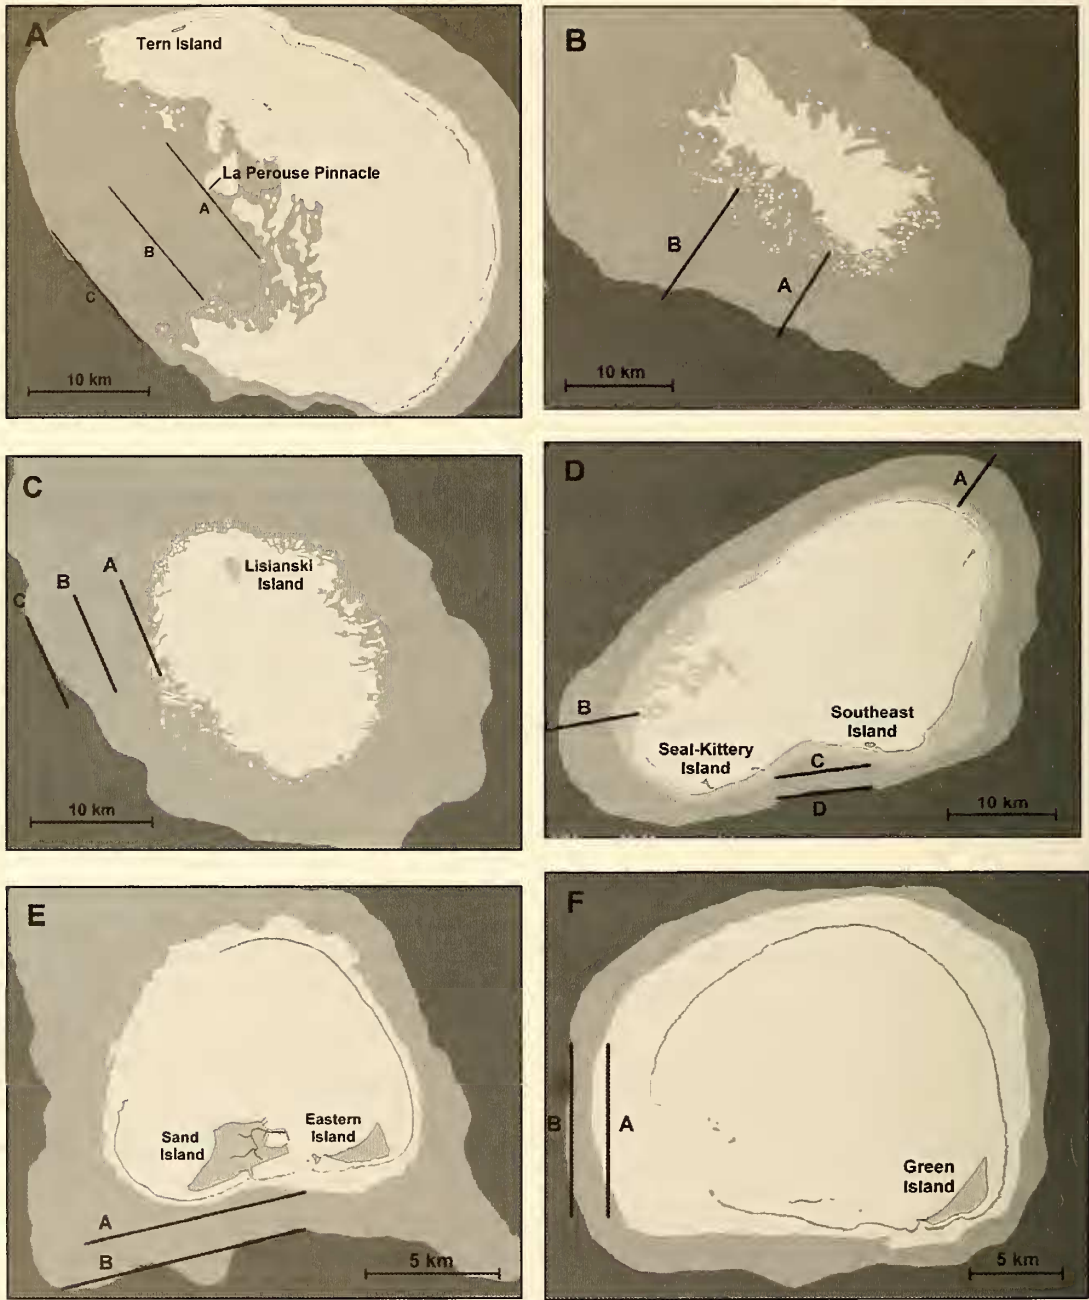 A
Tern Island
La Perouse Pinnacle
A
B
C
10 km
B
B
A
10 km
C
Lisianski
Island
A
B
C
10 km
D
A
B
Southeast
Island
Seal-Kittery
Island
C
D
10 km
E
Sand
Island
Eastern
Island
A
B
5 km
F
B
A
Green
Island
5 km